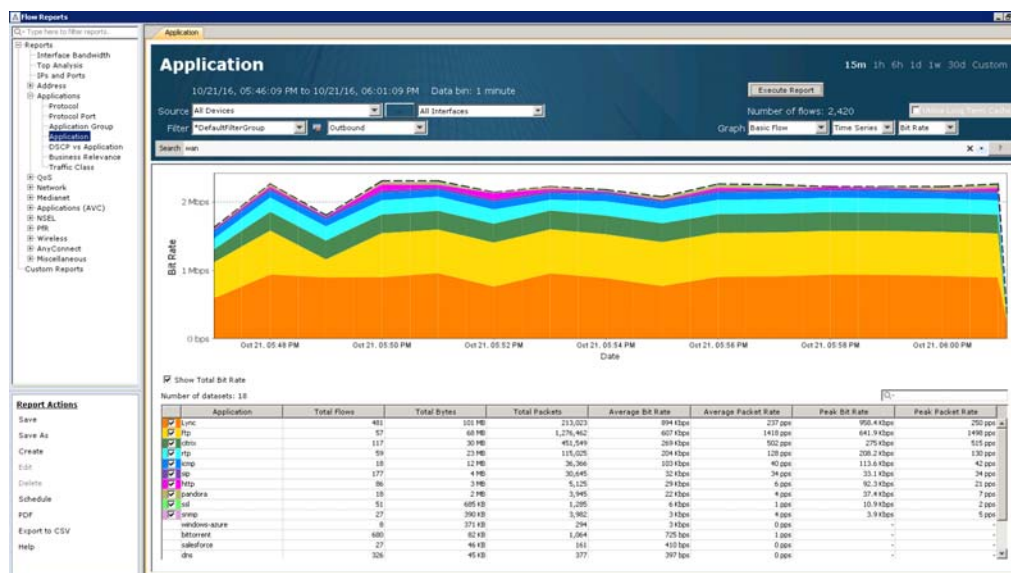 Flow Reports
Type here to filter reports.
Reports
Interface Bandwidth
Top Analysis
IPs and Ports
Address
Applications
Protocol
Protocol Port
Application Group
Application
DSCP vs Application
Business Relevance
Traffic Class
QoS
Network
Medianet
Applications (AVC)
NSEL
PfR
Wireless
AnyConnect
Miscellaneous
Custom Reports
Report Actions
Save
Save As
Create
Edit
Delete
Schedule
PDF
Export to CSV
Help
Application
Application
15m 1h 6h 1d 1w 30d Custom
10/21/16, 05:46:09 PM to 10/21/16, 06:01:09 PM Data bin: 1 minute
Execute Report
Source All Devices All Interfaces
Number of flows: 2,420
Filter *DefaultFilterGroup Outbound
Graph Basic Flow Time Series Bit Rate
Search wan X ?
2 Mbps
1 Mbps
0 bps
Bit Rate
Oct 21, 05:48 PM Oct 21, 05:50 PM Oct 21, 05:52 PM Oct 21, 05:54 PM Oct 21, 05:56 PM Oct 21, 05:58 PM Oct 21, 06:00 PM
Date
Show Total Bit Rate
Number of datasets: 18
Application Total Flows Total Bytes Total Packets Average Bit Rate Average Packet Rate Peak Bit Rate Peak Packet Rate
Lync 481 101 MB 213,023 894 Kbps 237 pps 958.4 Kbps 250 pps
ftp 57 68 MB 1,276,462 607 Kbps 1418 pps 641.9 Kbps 1498 pps
citrix 117 30 MB 451,549 269 Kbps 502 pps 275 Kbps 515 pps
rtp 59 23 MB 115,025 204 Kbps 128 pps 208.2 Kbps 130 pps
icmp 18 12 MB 36,366 103 Kbps 40 pps 113.6 Kbps 42 pps
sip 177 4 MB 30,645 32 Kbps 34 pps 33.1 Kbps 34 pps
http 86 3 MB 5,125 29 Kbps 6 pps 92.3 Kbps 21 pps
pandora 18 2 MB 3,945 22 Kbps 4 pps 37.4 Kbps 7 pps
ssl 51 685 KB 1,285 6 Kbps 1 pps 10.9 Kbps 2 pps
snmp 27 390 KB 3,982 3 Kbps 4 pps 3.9 Kbps 5 pps
windows-azure 8 371 KB 294 3 Kbps 0 pps - -
bittorrent 680 82 KB 1,064 725 bps 1 pps - -
salesforce 27 46 KB 161 410 bps 0 pps - -
dns 326 45 KB 377 397 bps 0 pps - -